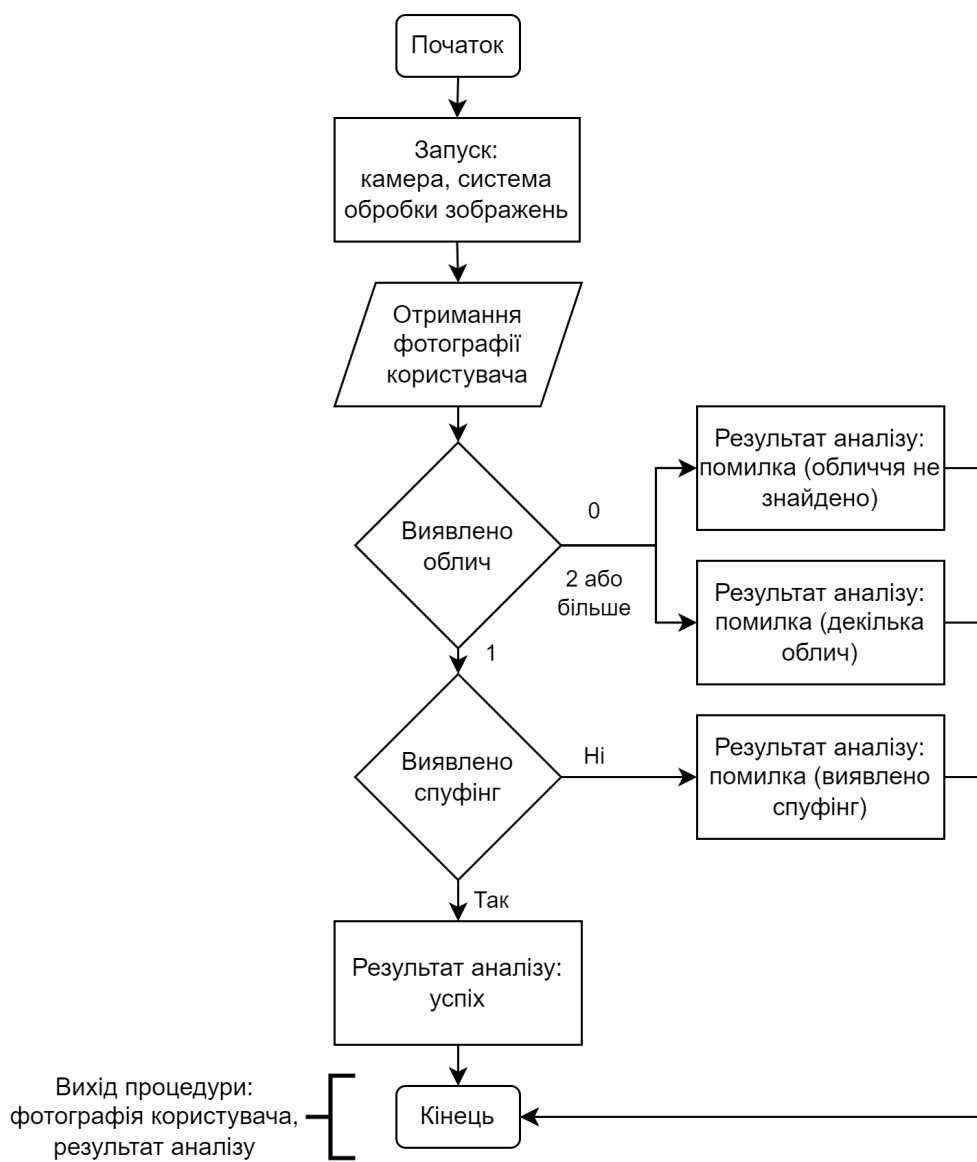 Початок
Запуск:
камера, система
обробки зображень
Отримання
фотографії
користувача
Виявлено
облич
0
2 або
більше
1
Результат аналізу:
помилка (обличчя не
знайдено)
Результат аналізу:
помилка (декілька
облич)
Виявлено
спуфінг
Ні
Результат аналізу:
помилка (виявлено
спуфінг)
Так
Результат аналізу:
успіх
Вихід процедури:
фотографія користувача,
результат аналізу
Кінець